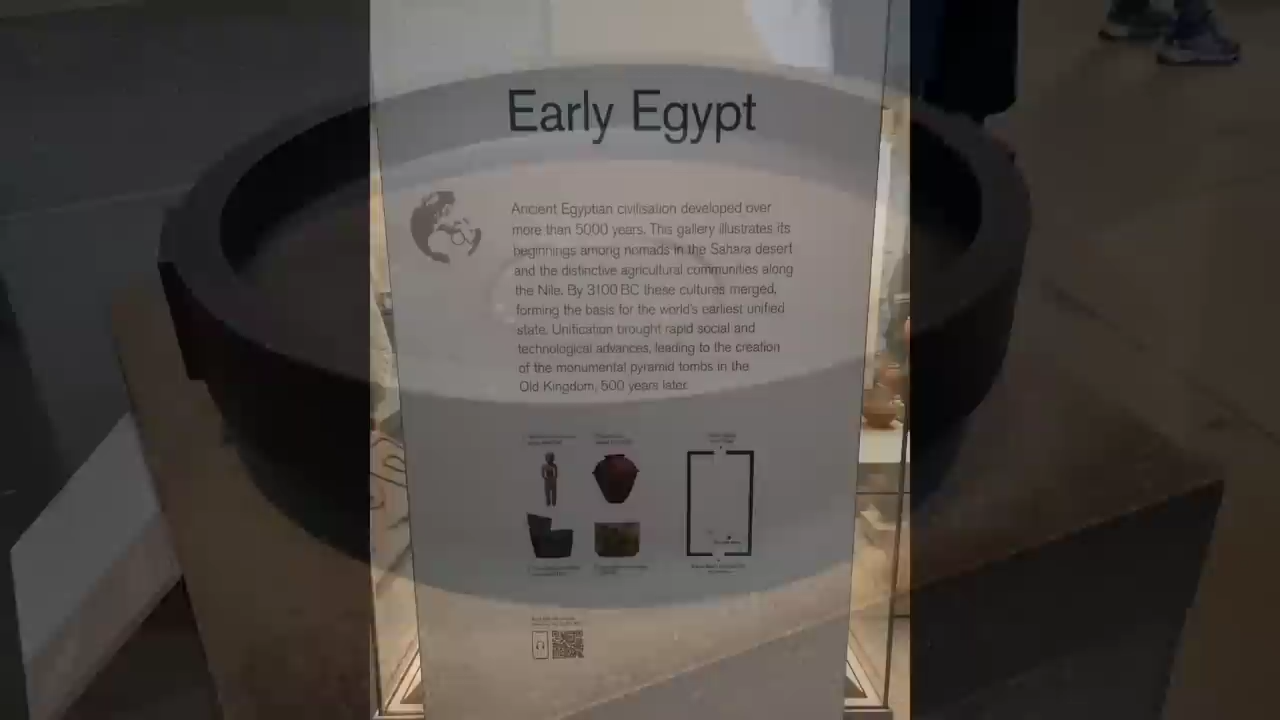 Early Egypt
Ancient Egyptian civilisation developed over
more than 5000 years. This gallery illustrates its
beginnings among nomads in the Sahara desert
and the distinctive agricultural communities along
the Nile. By 3100 BC these cultures merged,
forming the basis for the world's earliest unified
state. Unification brought rapid social and
technological advances, leading to the creation
of the monumental pyramid tombs in the
Old Kingdom, 500 years later.